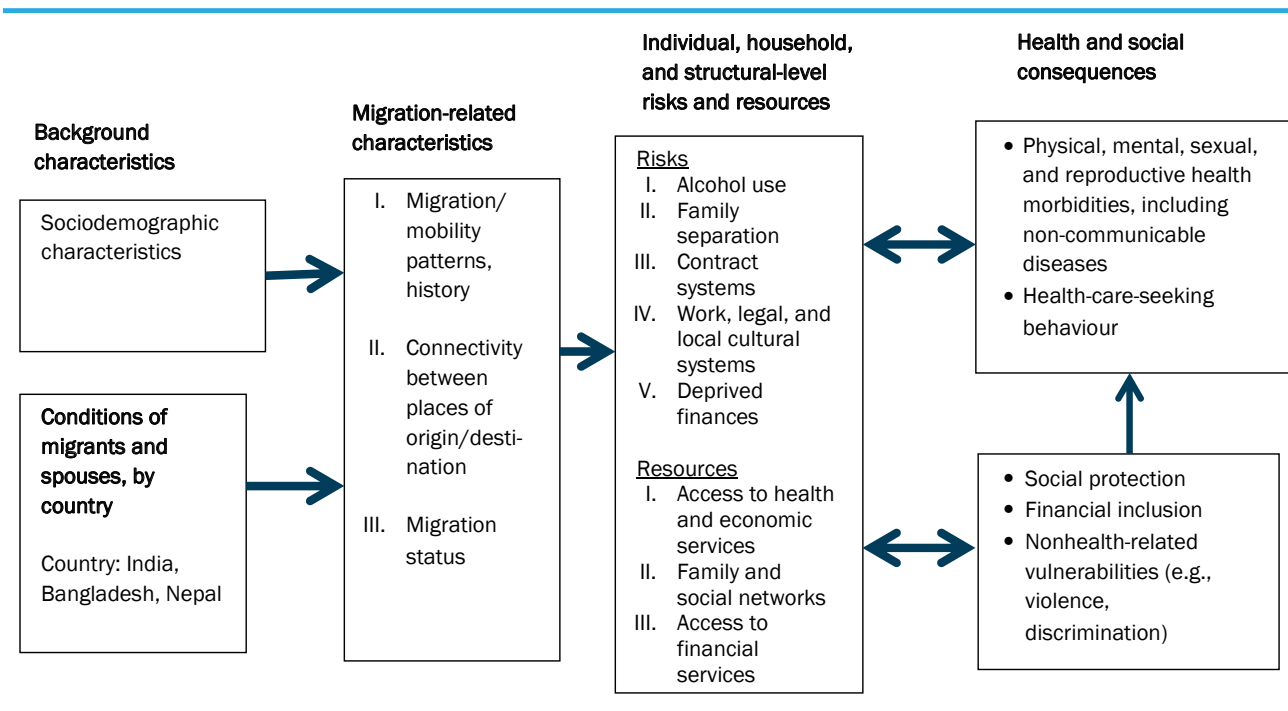 Background
characteristics
Sociodemographic
characteristics
Conditions of
migrants and
spouses, by
country
Country: India,
Bangladesh, Nepal
Migration-related
characteristics
I. Migration/
mobility
patterns,
history
II. Connectivity
between
places of
origin/desti-
nation
III. Migration
status
Individual, household,
and structural-level
risks and resources
Risks
I. Alcohol use
II. Family
separation
III. Contract
systems
IV. Work, legal, and
local cultural
systems
V. Deprived
finances
Resources
I. Access to health
and economic
services
II. Family and
social networks
III. Access to
financial
services
Health and social
consequences
• Physical, mental, sexual,
and reproductive health
morbidities, including
non-communicable
diseases
• Health-care-seeking
behaviour
• Social protection
• Financial inclusion
• Nonhealth-related
vulnerabilities (e.g.,
violence,
discrimination)